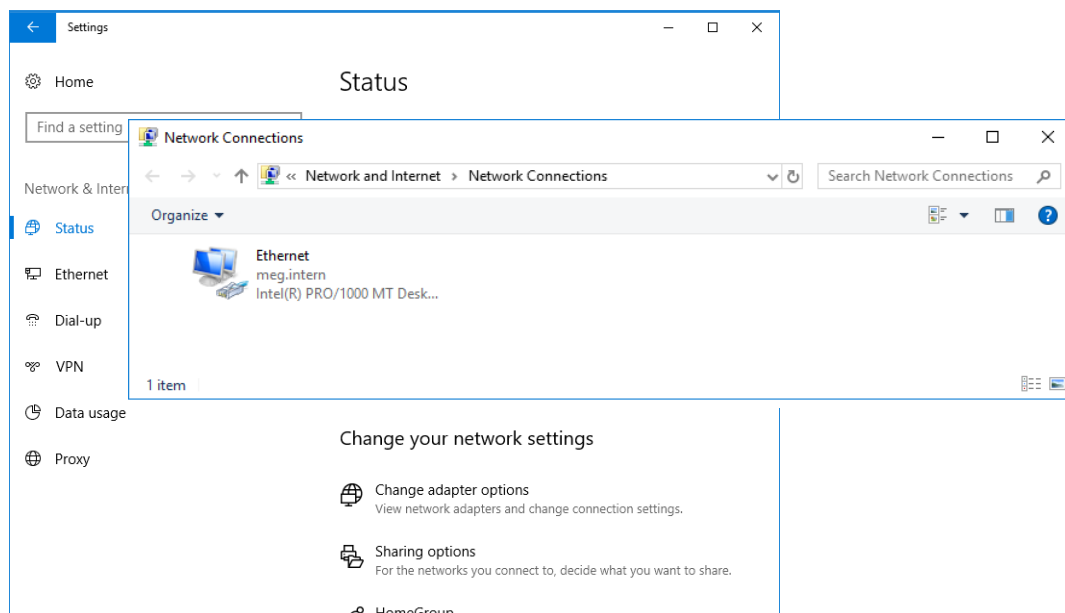 Settings
Home
Status
Find a setting
Network Connections
« Network and Internet › Network Connections
Search Network Connections
Network & Inter
Organize
Status
Ethernet
meg.intern
Intel(R) PRO/1000 MT Desk...
Ethernet
Dial-up
VPN
1 item
Data usage
Proxy
Change your network settings
Change adapter options
View network adapters and change connection settings.
Sharing options
For the networks you connect to, decide what you want to share.
HomeGroup